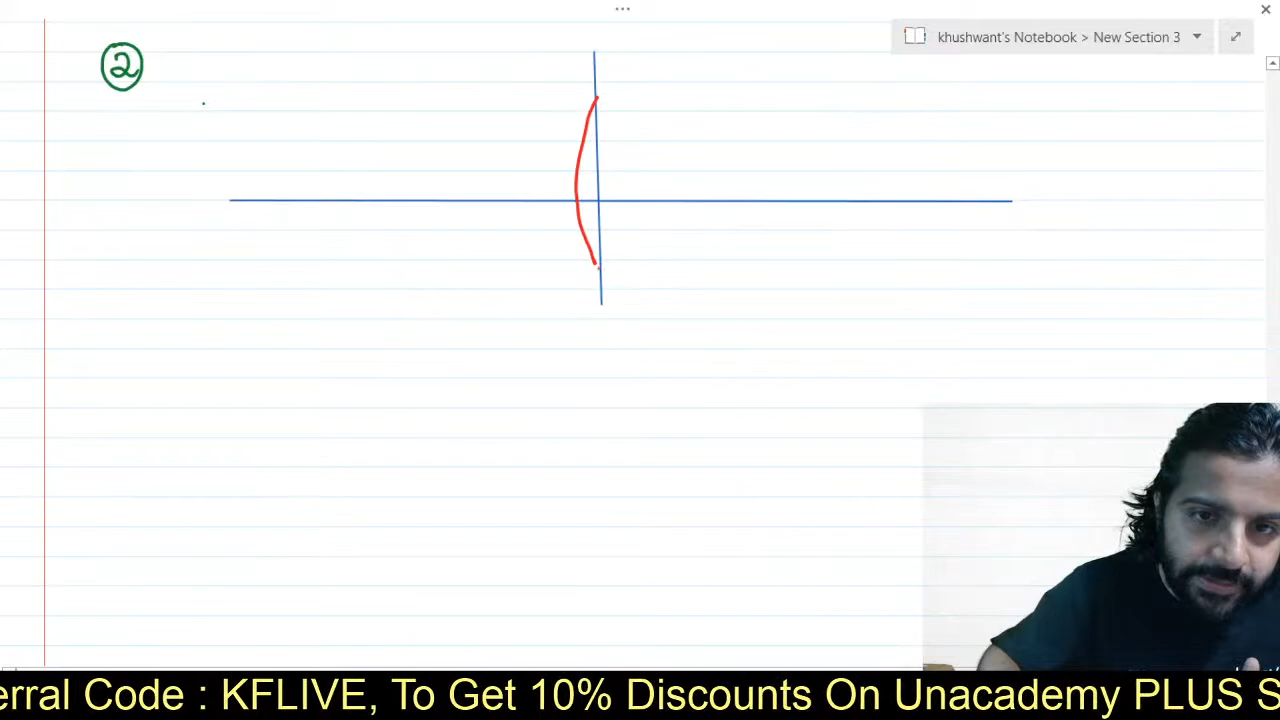 khushwant's Notebook > New Section 3
2
erral Code : KFLIVE, To Get 10% Discounts On Unacademy PLUS S